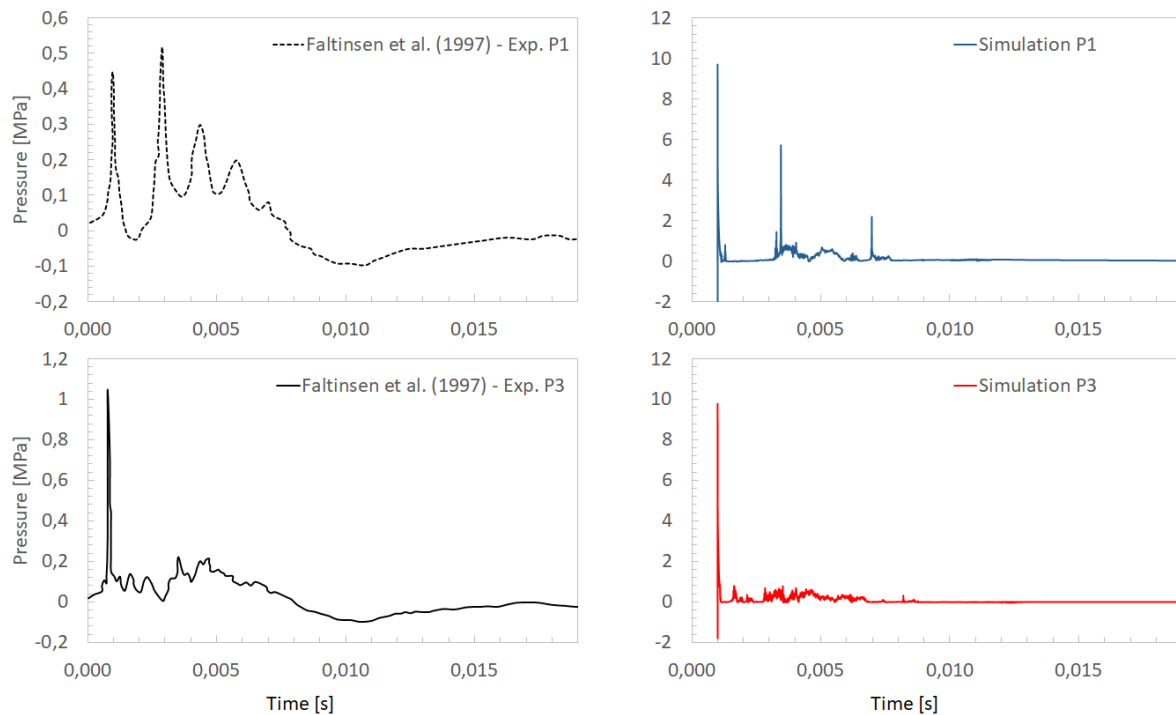 0,6
0,5
0,4
0,3
0,2
0,1
0
-0,1
-0,2
Pressure [MPa]
Faltinsen et al. (1997) - Exp. P1
0,000 0,005 0,010 0,015
12
10
8
6
4
2
0
-2
Simulation P1
0,000 0,005 0,010 0,015
1,2
1
0,8
0,6
0,4
0,2
0
-0,2
Pressure [MPa]
Faltinsen et al. (1997) - Exp. P3
0,000 0,005 0,010 0,015
Time [s]
12
10
8
6
4
2
0
-2
Simulation P3
0,000 0,005 0,010 0,015
Time [s]